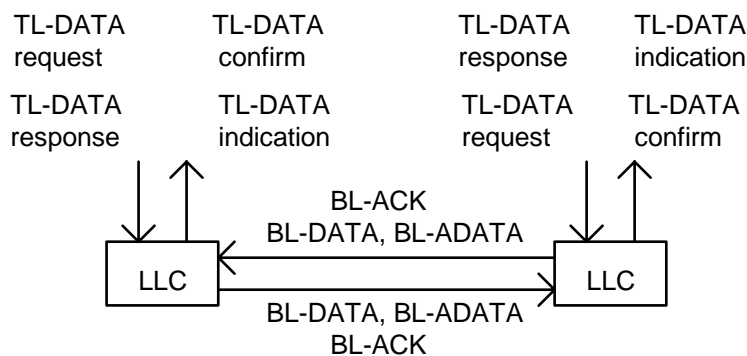 TL-DATA request
TL-DATA confirm
TL-DATA response
TL-DATA indication
TL-DATA response
TL-DATA indication
TL-DATA request
TL-DATA confirm
BL-ACK
BL-DATA, BL-ADATA
LLC
LLC
BL-DATA, BL-ADATA
BL-ACK